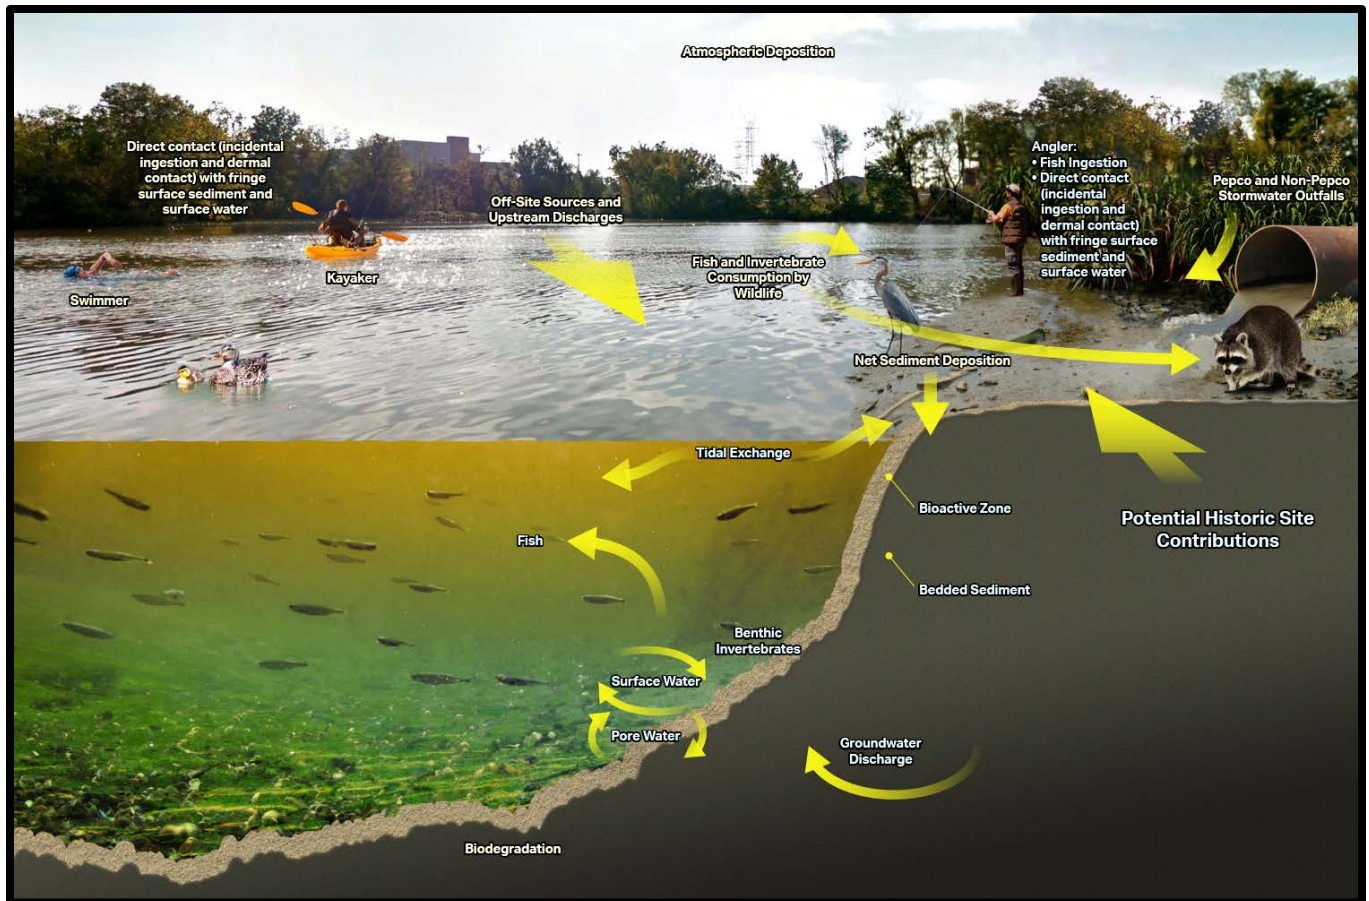 Atmospheric Deposition
Direct contact (incidental
ingestion and dermal
contact) with fringe
surface sediment and
surface water
Off-Site Sources and
Upstream Discharges
Angler:
• Fish Ingestion
• Direct contact
(incidental
ingestion and
dermal contact)
with fringe surface
sediment and
surface water
Pepco and Non-Pepco
Stormwater Outfalls
Swimmer
Kayaker
Fish and Invertebrate
Consumption by
Wildlife
Net Sediment Deposition
Tidal Exchange
Bioactive Zone
Potential Historic Site
Contributions
Fish
Bedded Sediment
Benthic
Invertebrates
Surface Water
Pore Water
Groundwater
Discharge
Biodegradation